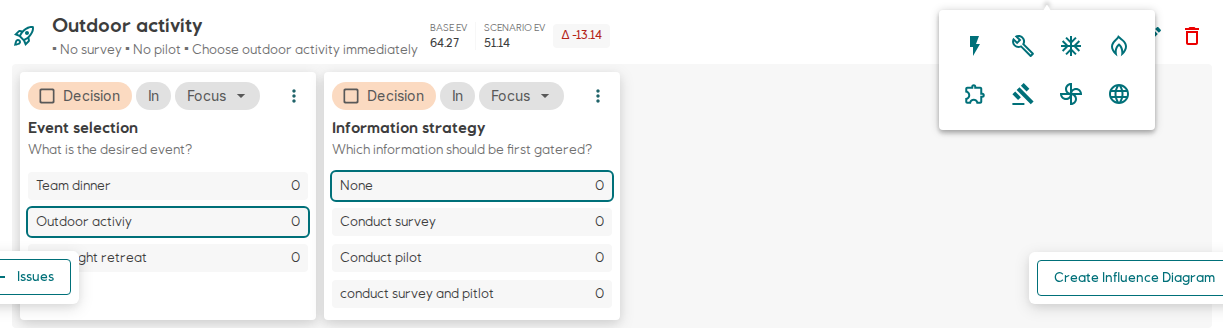 Outdoor activity
▪ No survey ▪ No pilot ▪ Choose outdoor activity immediately
BASE EV
64.27
SCENARIO EV
51.14
Δ -13.14
Decision In Focus
Event selection
What is the desired event?
Team dinner 0
Outdoor activiy 0
ght retreat 0
Decision In Focus
Information strategy
Which information should be first gatered?
None 0
Conduct survey 0
Conduct pilot 0
conduct survey and pitlot 0
Issues
Create Influence Diagram